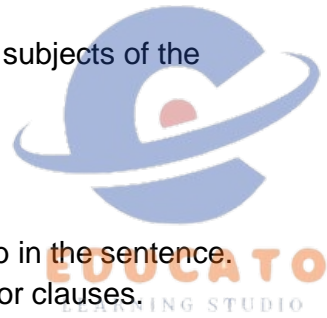 subjects of the
o in the sentence.
or clauses.
EDUCATO
LEARNING STUDIO